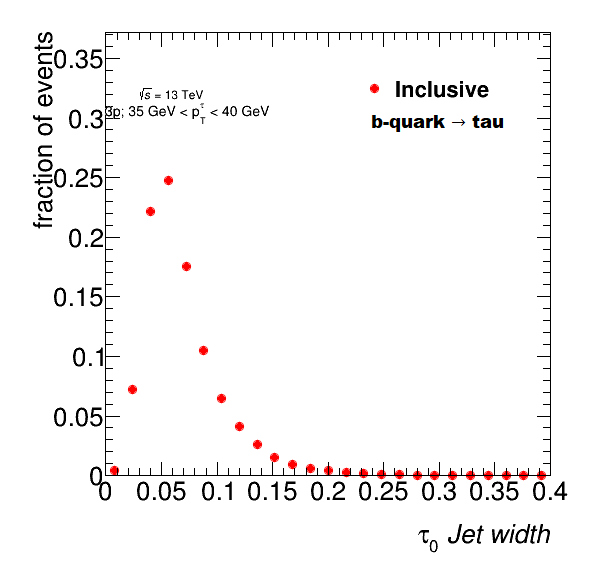 fraction of events
0.35
0.3
0.25
0.2
0.15
0.1
0.05
0
√s = 13 TeV
3p; 35 GeV < p_T^τ < 40 GeV
Inclusive
b-quark → tau
0 0.05 0.1 0.15 0.2 0.25 0.3 0.35 0.4
τ₀ Jet width